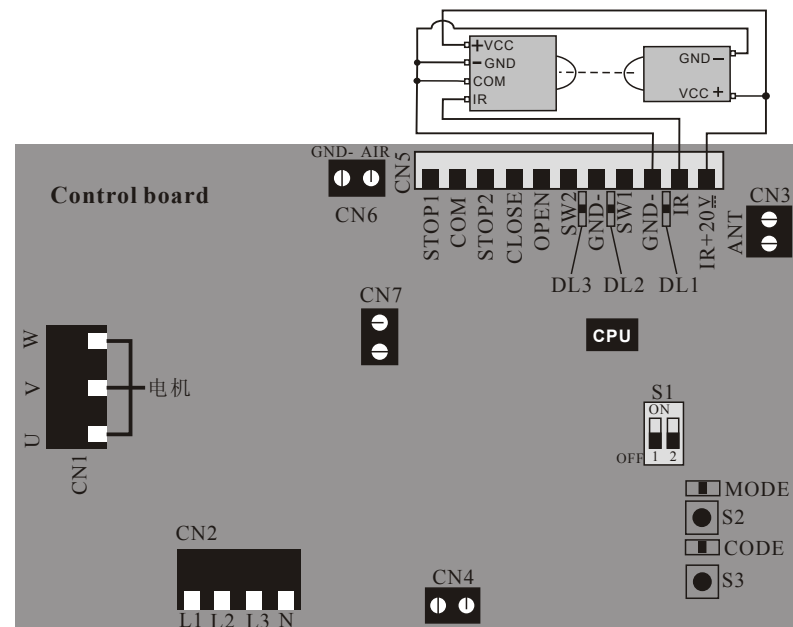 +VCC
-GND
COM
IR
GND-
VCC+
GND- AIR
CN6
CN5
STOP1
COM
STOP2
CLOSE
OPEN
SW2
GND-
SW1
GND-
IR
IR+20V
CN3
ANT
Control board
DL3 DL2 DL1
CN7
CPU
W
V
U
电机
CN1
S1
ON
OFF
1 2
MODE
S2
CODE
S3
CN2
L1 L2 L3 N
CN4